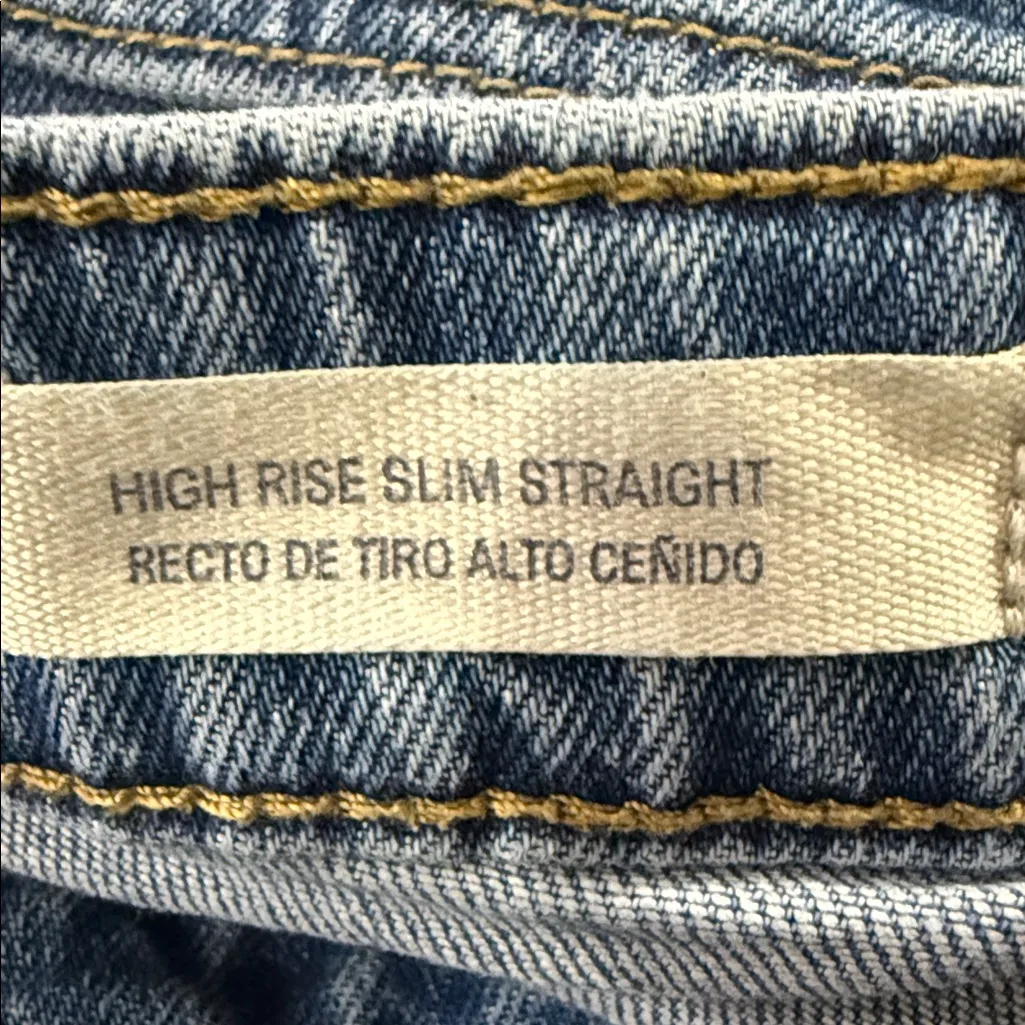 HIGH RISE SLIM STRAIGHT
RECTO DE TIRO ALTO CEÑIDO